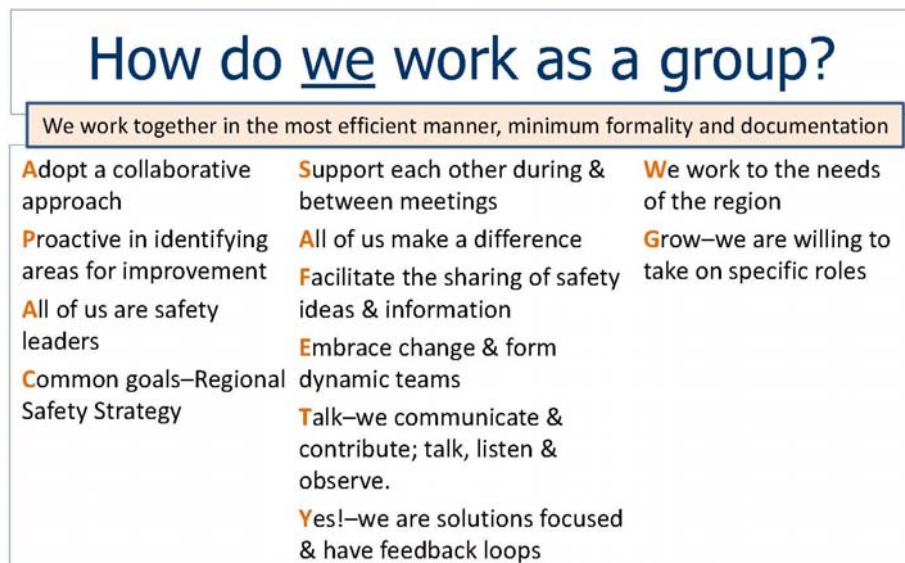 How do we work as a group?
We work together in the most efficient manner, minimum formality and documentation
Adopt a collaborative
approach
Proactive in identifying
areas for improvement
All of us are safety
leaders
Common goals–Regional
Safety Strategy
Support each other during &
between meetings
All of us make a difference
Facilitate the sharing of safety
ideas & information
Embrace change & form
dynamic teams
Talk–we communicate &
contribute; talk, listen &
observe.
Yes!–we are solutions focused
& have feedback loops
We work to the needs
of the region
Grow–we are willing to
take on specific roles